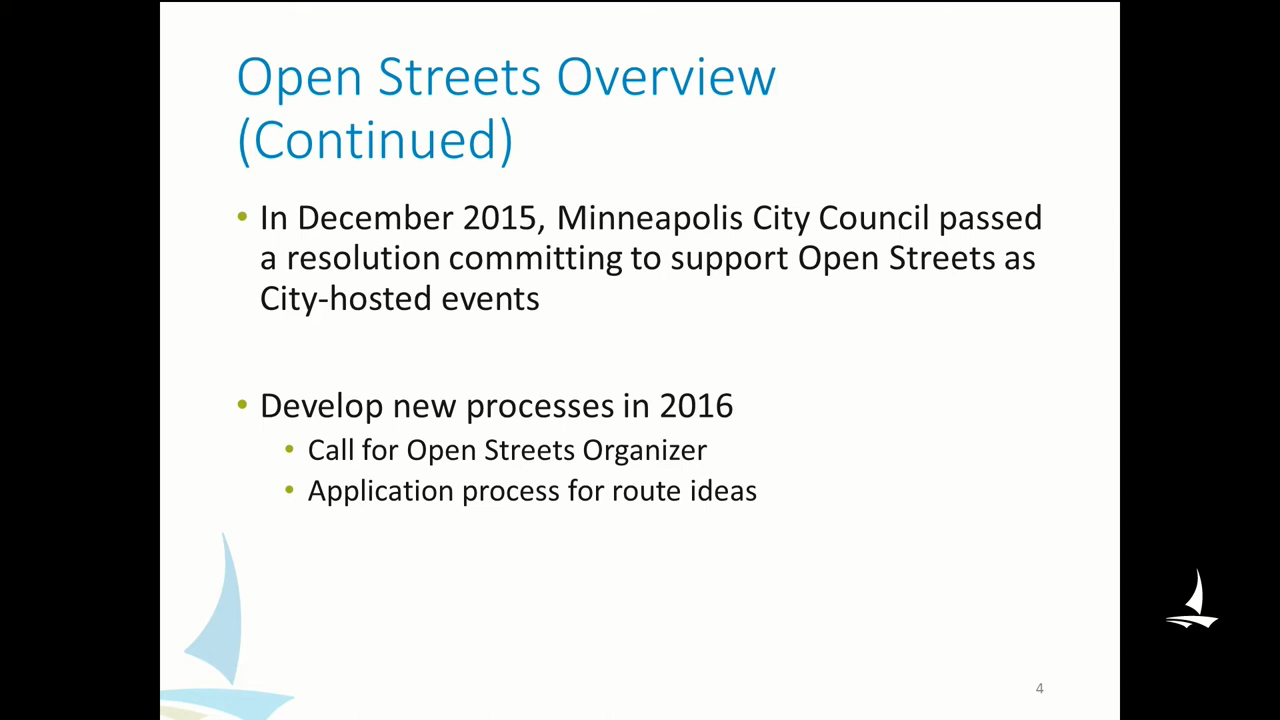 Open Streets Overview
(Continued)
• In December 2015, Minneapolis City Council passed
a resolution committing to support Open Streets as
City-hosted events
• Develop new processes in 2016
• Call for Open Streets Organizer
• Application process for route ideas
4